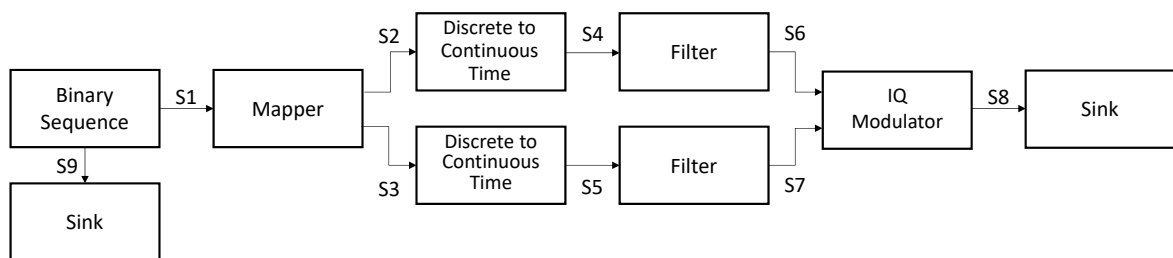 Binary
Sequence
S1
S9
Sink
Mapper
S2
S3
Discrete to
Continuous
Time
S4
Filter
S6
Discrete to
Continuous
Time
S5
Filter
S7
IQ
Modulator
S8
Sink